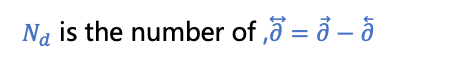 N_d is the number of ,∂⃡ = ∂⃗ − ∂⃖